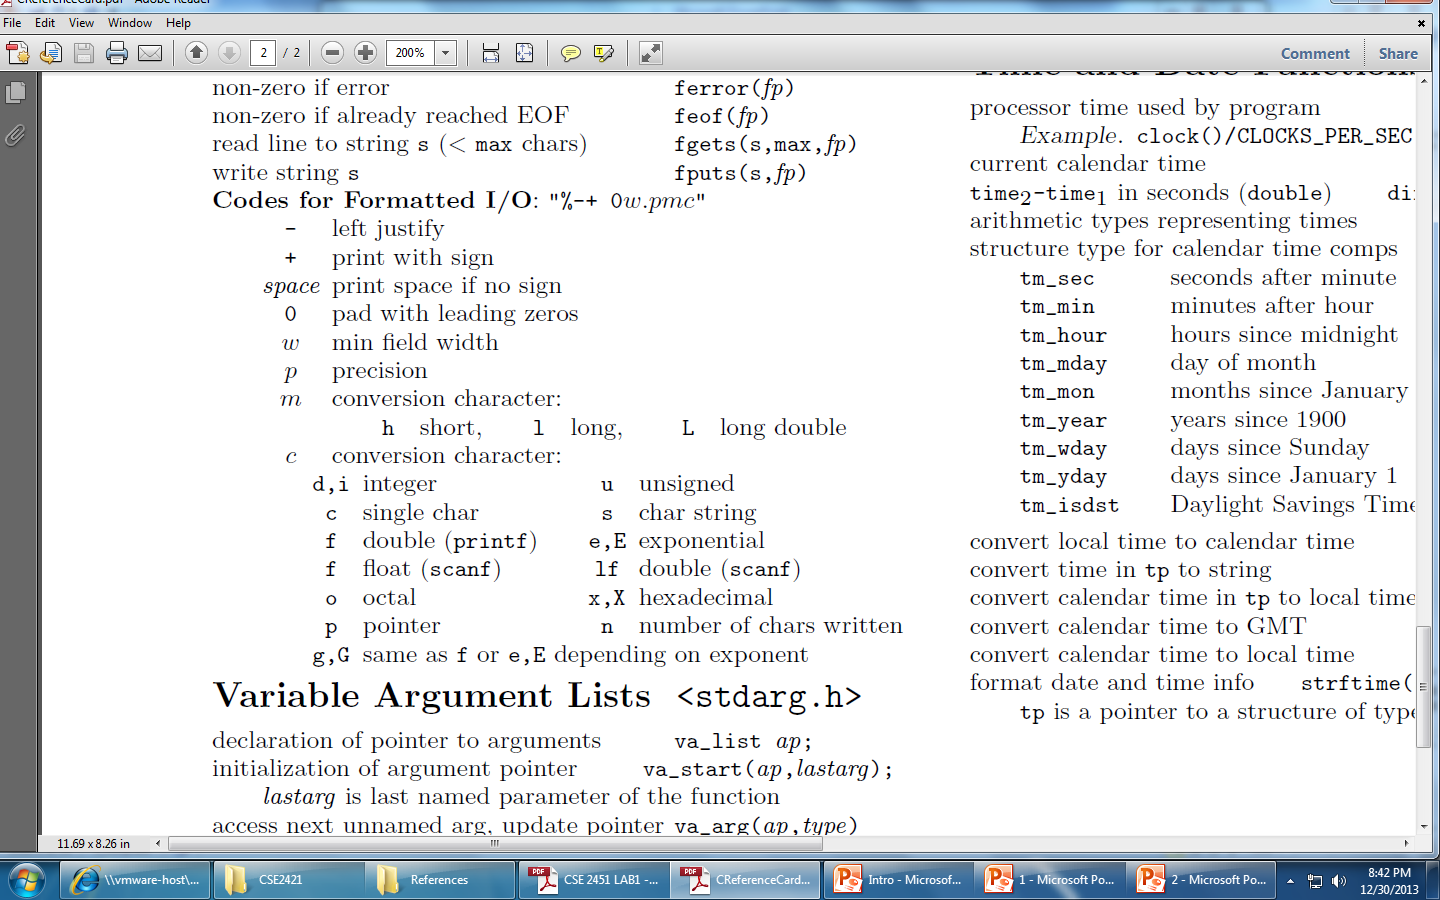 CReferenceCard.pdf - Adobe Reader
File Edit View Window Help
2 / 2 200% Comment Share
non-zero if error ferror(fp)
non-zero if already reached EOF feof(fp)
read line to string s (< max chars) fgets(s,max,fp)
write string s fputs(s,fp)
Codes for Formatted I/O: "%-+ 0w.pmc"
- left justify
+ print with sign
space print space if no sign
0 pad with leading zeros
w min field width
p precision
m conversion character:
h short, l long, L long double
c conversion character:
d,i integer u unsigned
c single char s char string
f double (printf) e,E exponential
f float (scanf) lf double (scanf)
o octal x,X hexadecimal
p pointer n number of chars written
g,G same as f or e,E depending on exponent
Variable Argument Lists <stdarg.h>
declaration of pointer to arguments va_list ap;
initialization of argument pointer va_start(ap,lastarg);
lastarg is last named parameter of the function
access next unnamed arg, update pointer va_arg(ap,type)
Time and Date Functions
processor time used by program
Example. clock()/CLOCKS_PER_SEC
current calendar time
time2-time1 in seconds (double) di
arithmetic types representing times
structure type for calendar time comps
tm_sec seconds after minute
tm_min minutes after hour
tm_hour hours since midnight
tm_mday day of month
tm_mon months since January
tm_year years since 1900
tm_wday days since Sunday
tm_yday days since January 1
tm_isdst Daylight Savings Time
convert local time to calendar time
convert time in tp to string
convert calendar time in tp to local time
convert calendar time to GMT
convert calendar time to local time
format date and time info strftime(
tp is a pointer to a structure of type
11.69 x 8.26 in
\\vmware-host\... CSE2421 References CSE 2451 LAB1 -... CReferenceCard... Intro - Microsof... 1 - Microsoft Po... 2 - Microsoft Po... 8:42 PM
12/30/2013